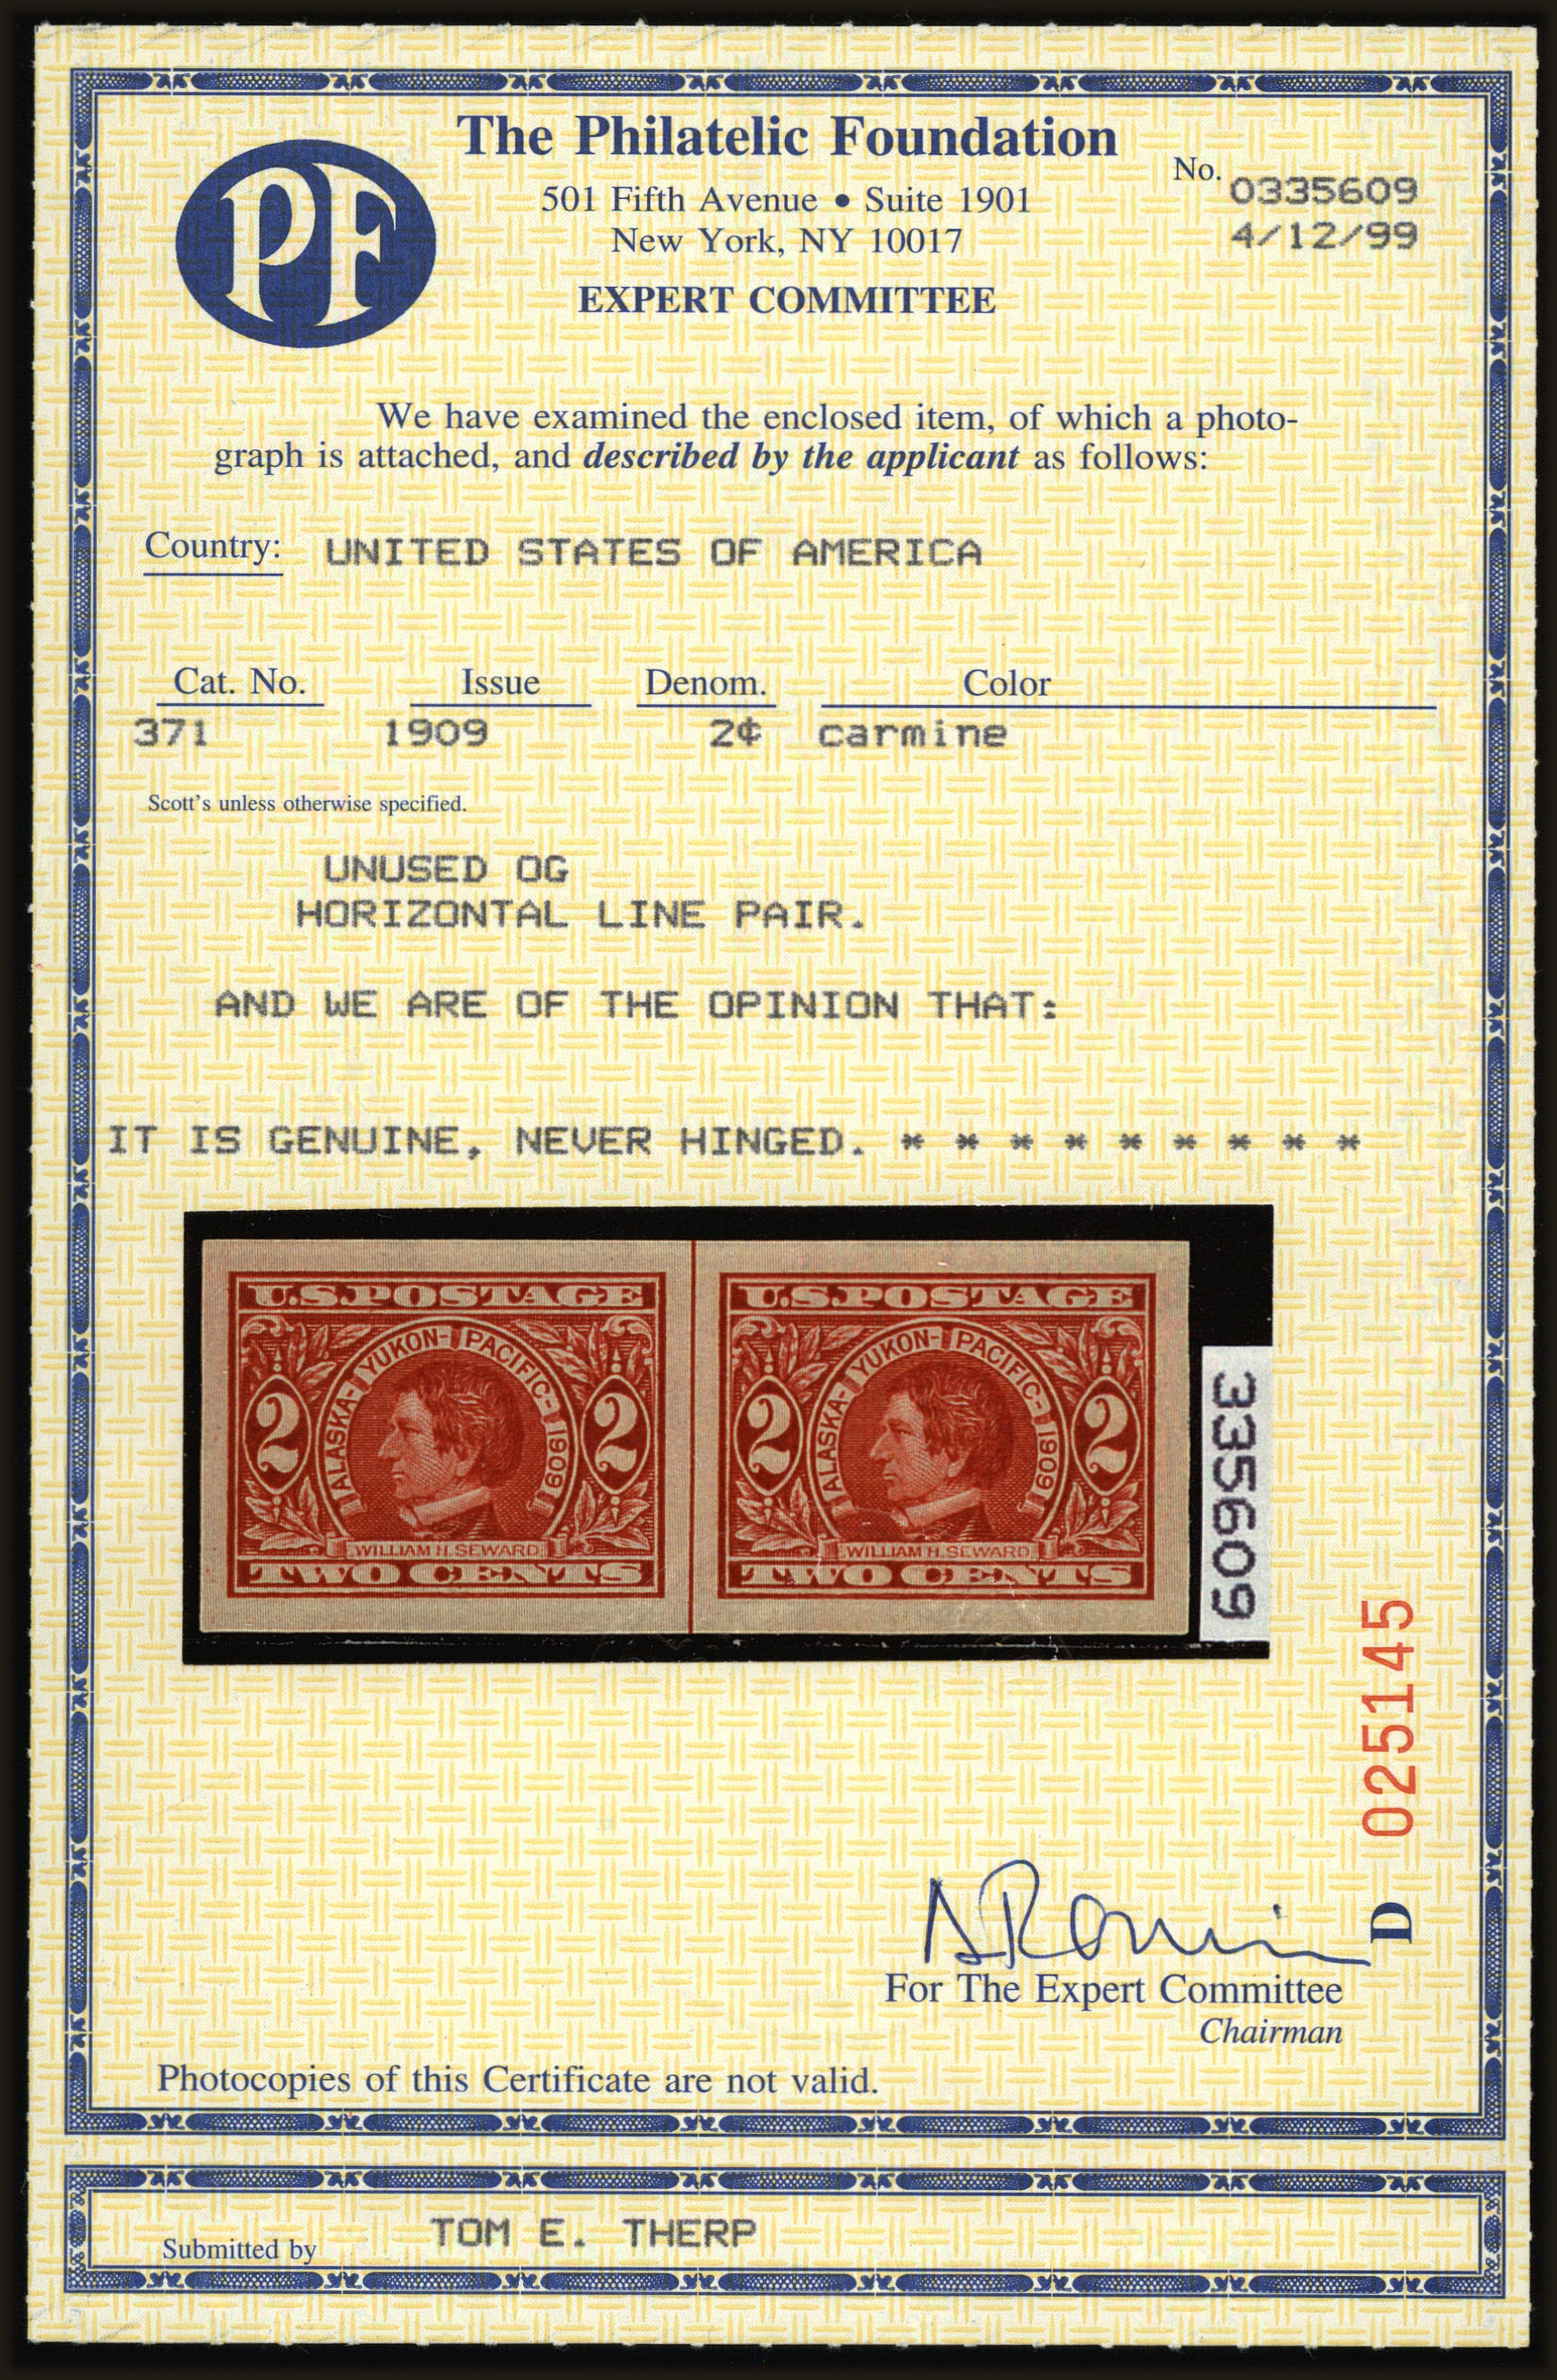 PF
The Philatelic Foundation
501 Fifth Avenue • Suite 1901
New York, NY 10017
EXPERT COMMITTEE
No. 0335609
4/12/99
We have examined the enclosed item, of which a photo-
graph is attached, and described by the applicant as follows:
Country: UNITED STATES OF AMERICA
Cat. No. Issue Denom. Color
371 1909 2¢ carmine
Scott's unless otherwise specified.
UNUSED OG
HORIZONTAL LINE PAIR.
AND WE ARE OF THE OPINION THAT:
IT IS GENUINE, NEVER HINGED. * * * * * * * * *
U.S. POSTAGE
ALASKA-YUKON-PACIFIC-1909
2 2
WILLIAM H. SEWARD
TWO CENTS
U.S. POSTAGE
ALASKA-YUKON-PACIFIC-1909
2 2
WILLIAM H. SEWARD
TWO CENTS
335609
D 025145
For The Expert Committee
Chairman
Photocopies of this Certificate are not valid.
Submitted by TOM E. THERP